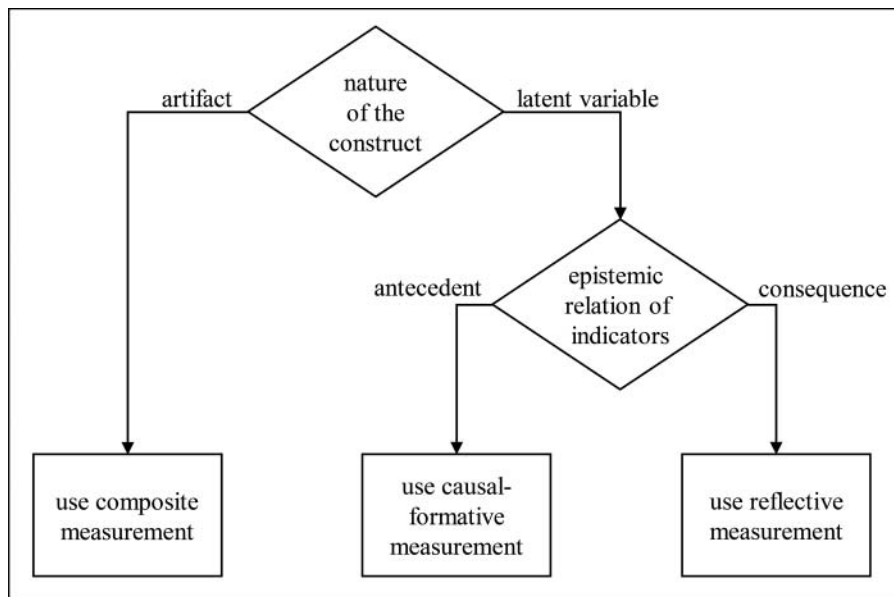 nature
of the
construct
artifact
latent variable
epistemic
relation of
indicators
antecedent
consequence
use composite
measurement
use causal-
formative
measurement
use reflective
measurement